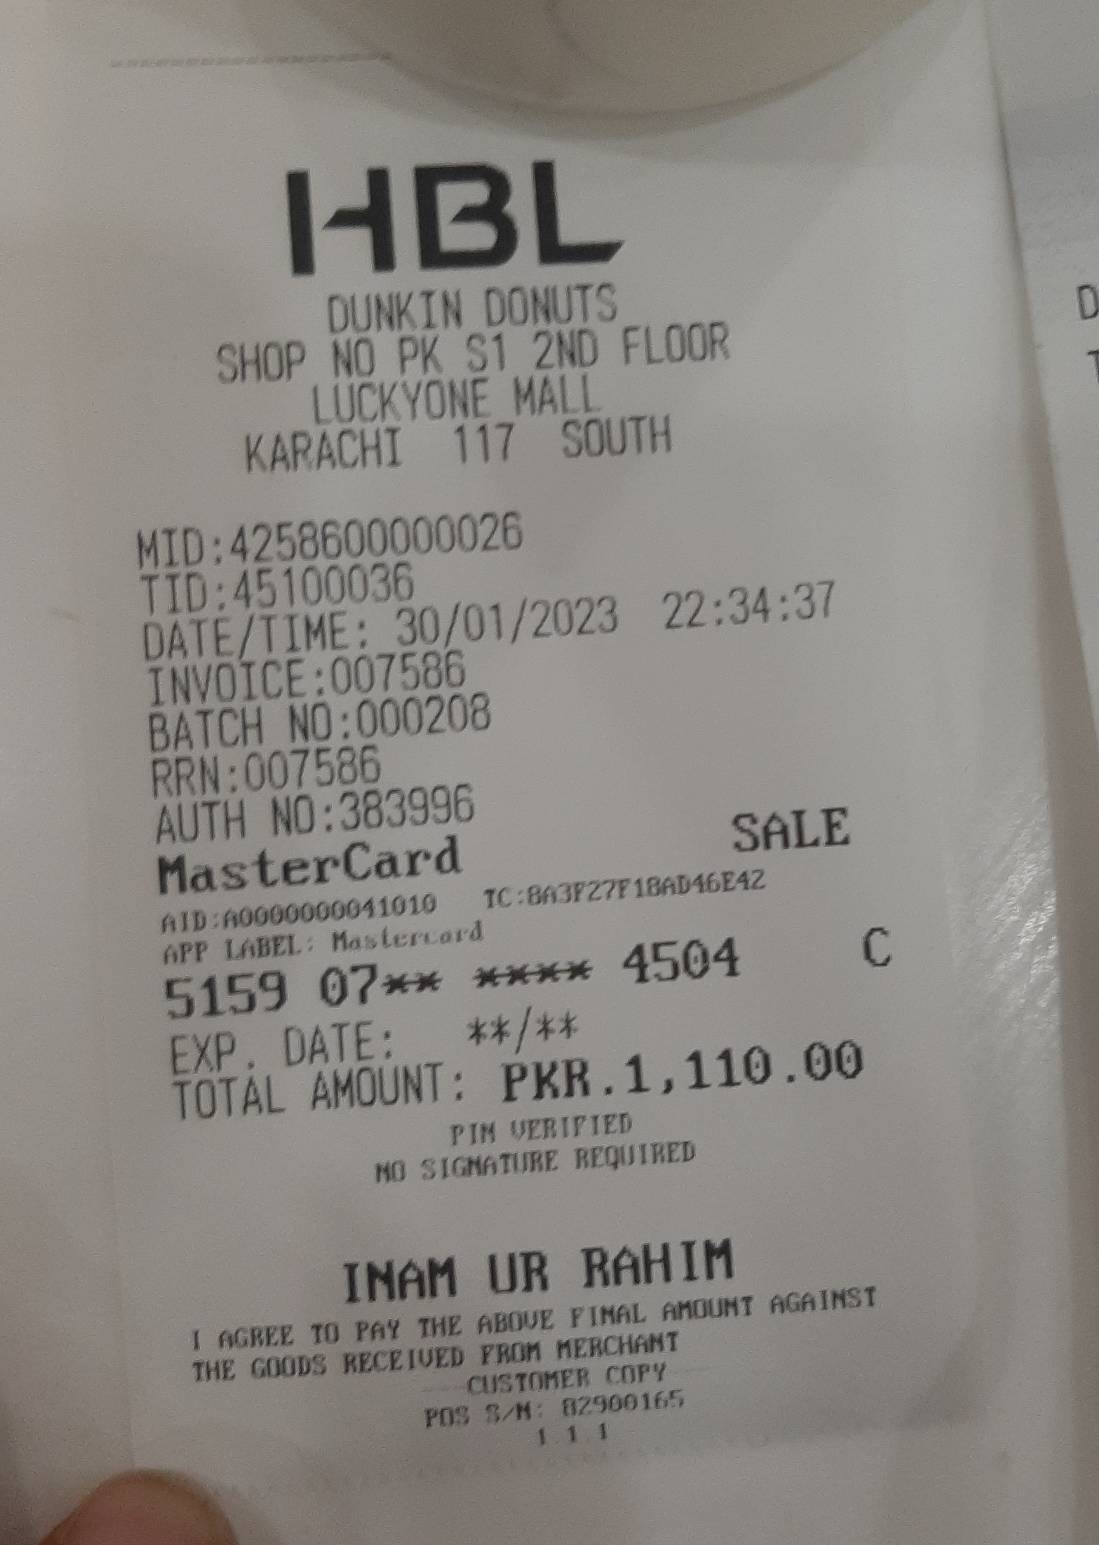 HBL
DUNKIN DONUTS
SHOP NO PK S1 2ND FLOOR
LUCKYONE MALL
KARACHI 117 SOUTH
MID:4258600000026
TID:45100036
DATE/TIME: 30/01/2023 22:34:37
INVOICE:007586
BATCH NO:000208
RRN:007586
AUTH NO:383996
MasterCard SALE
AID:A0000000041010 TC:8A3F27F18AD46E42
APP LABEL: Mastercard
5159 07** **** 4504 C
EXP. DATE: **/**
TOTAL AMOUNT: PKR.1,110.00
PIN VERIFIED
NO SIGNATURE REQUIRED
INAM UR RAHIM
I AGREE TO PAY THE ABOVE FINAL AMOUNT AGAINST
THE GOODS RECEIVED FROM MERCHANT
CUSTOMER COPY
POS S/N: 82900165
1 1 1